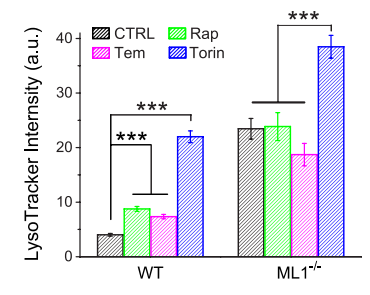 LysoTracker Intensity (a.u.)
40
30
20
10
0
CTRL
Rap
Tem
Torin
***
***
***
WT
ML1-/-